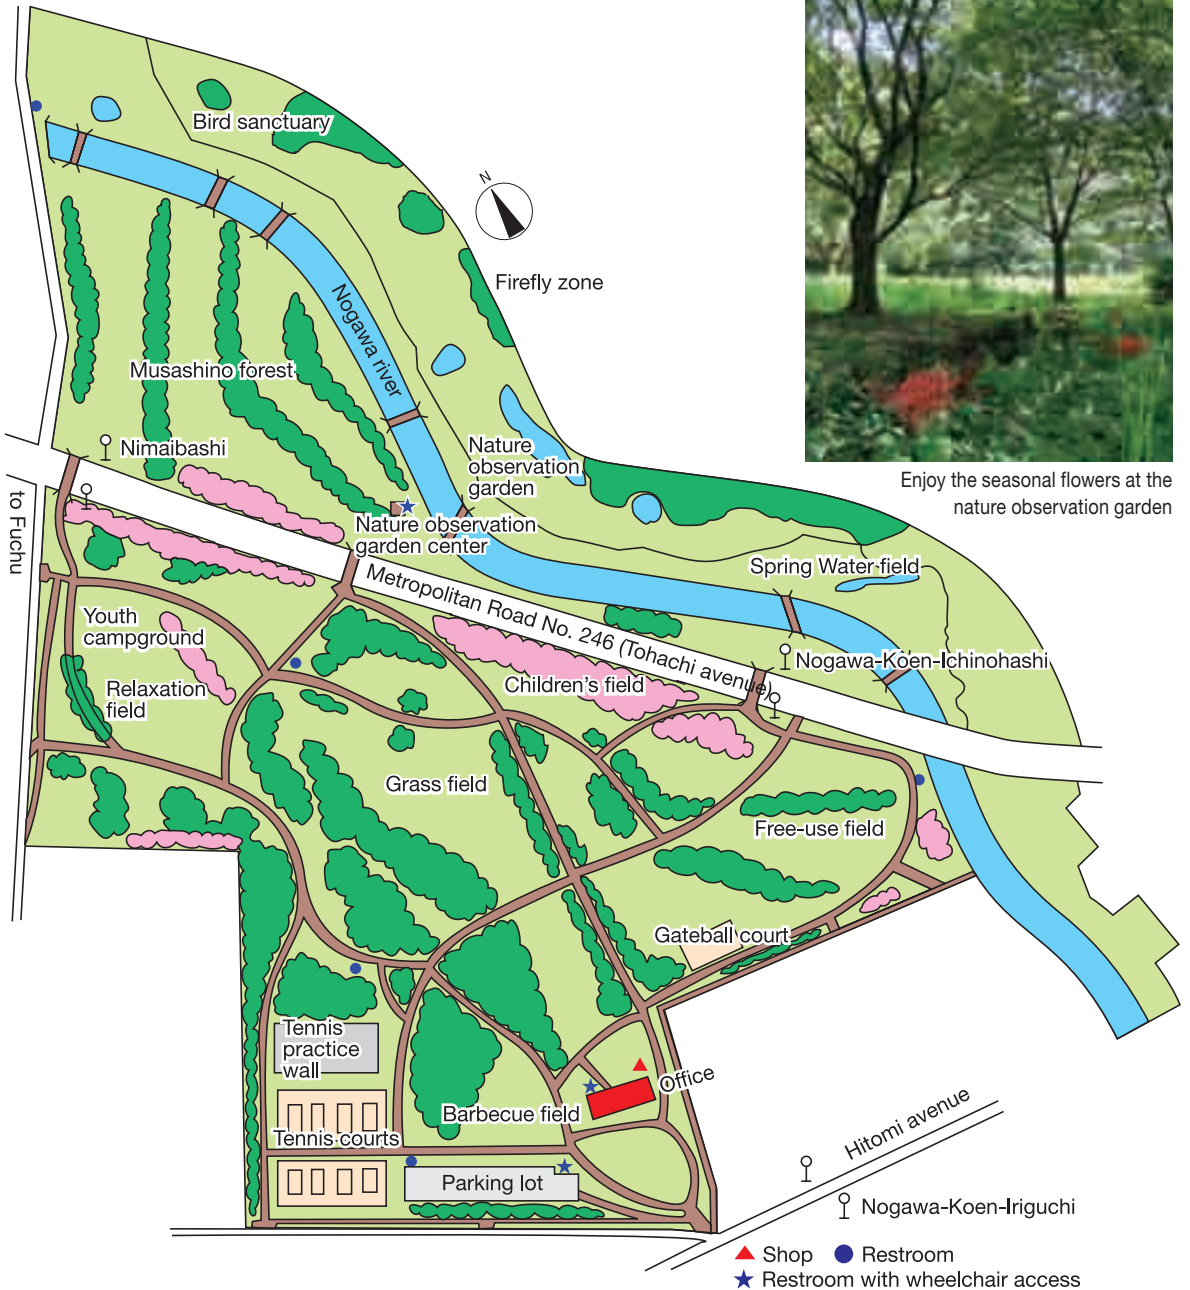 Bird sanctuary
N
Firefly zone
Nogawa river
Musashino forest
Nimaibashi
Nature
observation
garden
Enjoy the seasonal flowers at the
nature observation garden
to Fuchu
Nature observation
garden center
Spring Water field
Metropolitan Road No. 246 (Tohachi avenue)
Youth
campground
Nogawa-Koen-Ichinohashi
Relaxation
field
Children's field
Grass field
Free-use field
Gateball court
Tennis
practice
wall
Office
Barbecue field
Tennis courts
Hitomi avenue
Parking lot
Nogawa-Koen-Iriguchi
Shop
Restroom
Restroom with wheelchair access